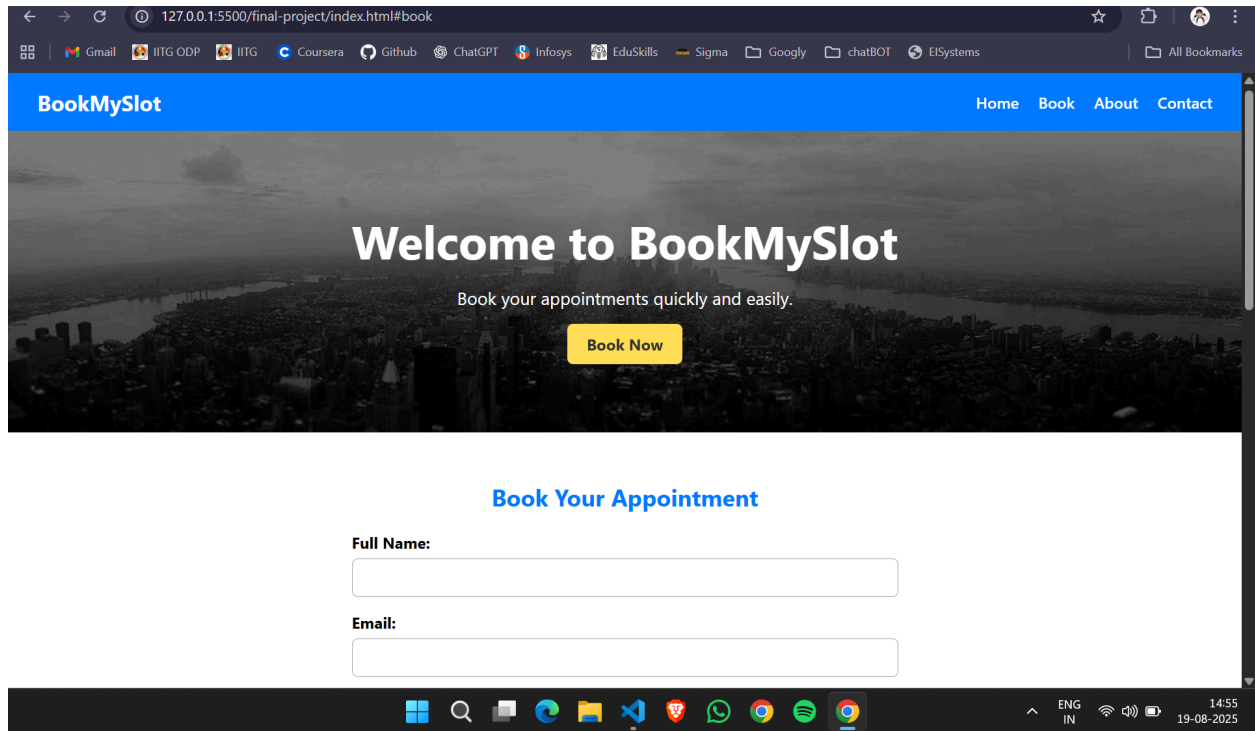 127.0.0.1:5500/final-project/index.html#book
Gmail IITG ODP IITG Coursera Github ChatGPT Infosys EduSkills Sigma Googly chatBOT EISystems All Bookmarks
BookMySlot Home Book About Contact
Welcome to BookMySlot
Book your appointments quickly and easily.
Book Now
Book Your Appointment
Full Name:
Email:
ENG 14:55
IN 19-08-2025